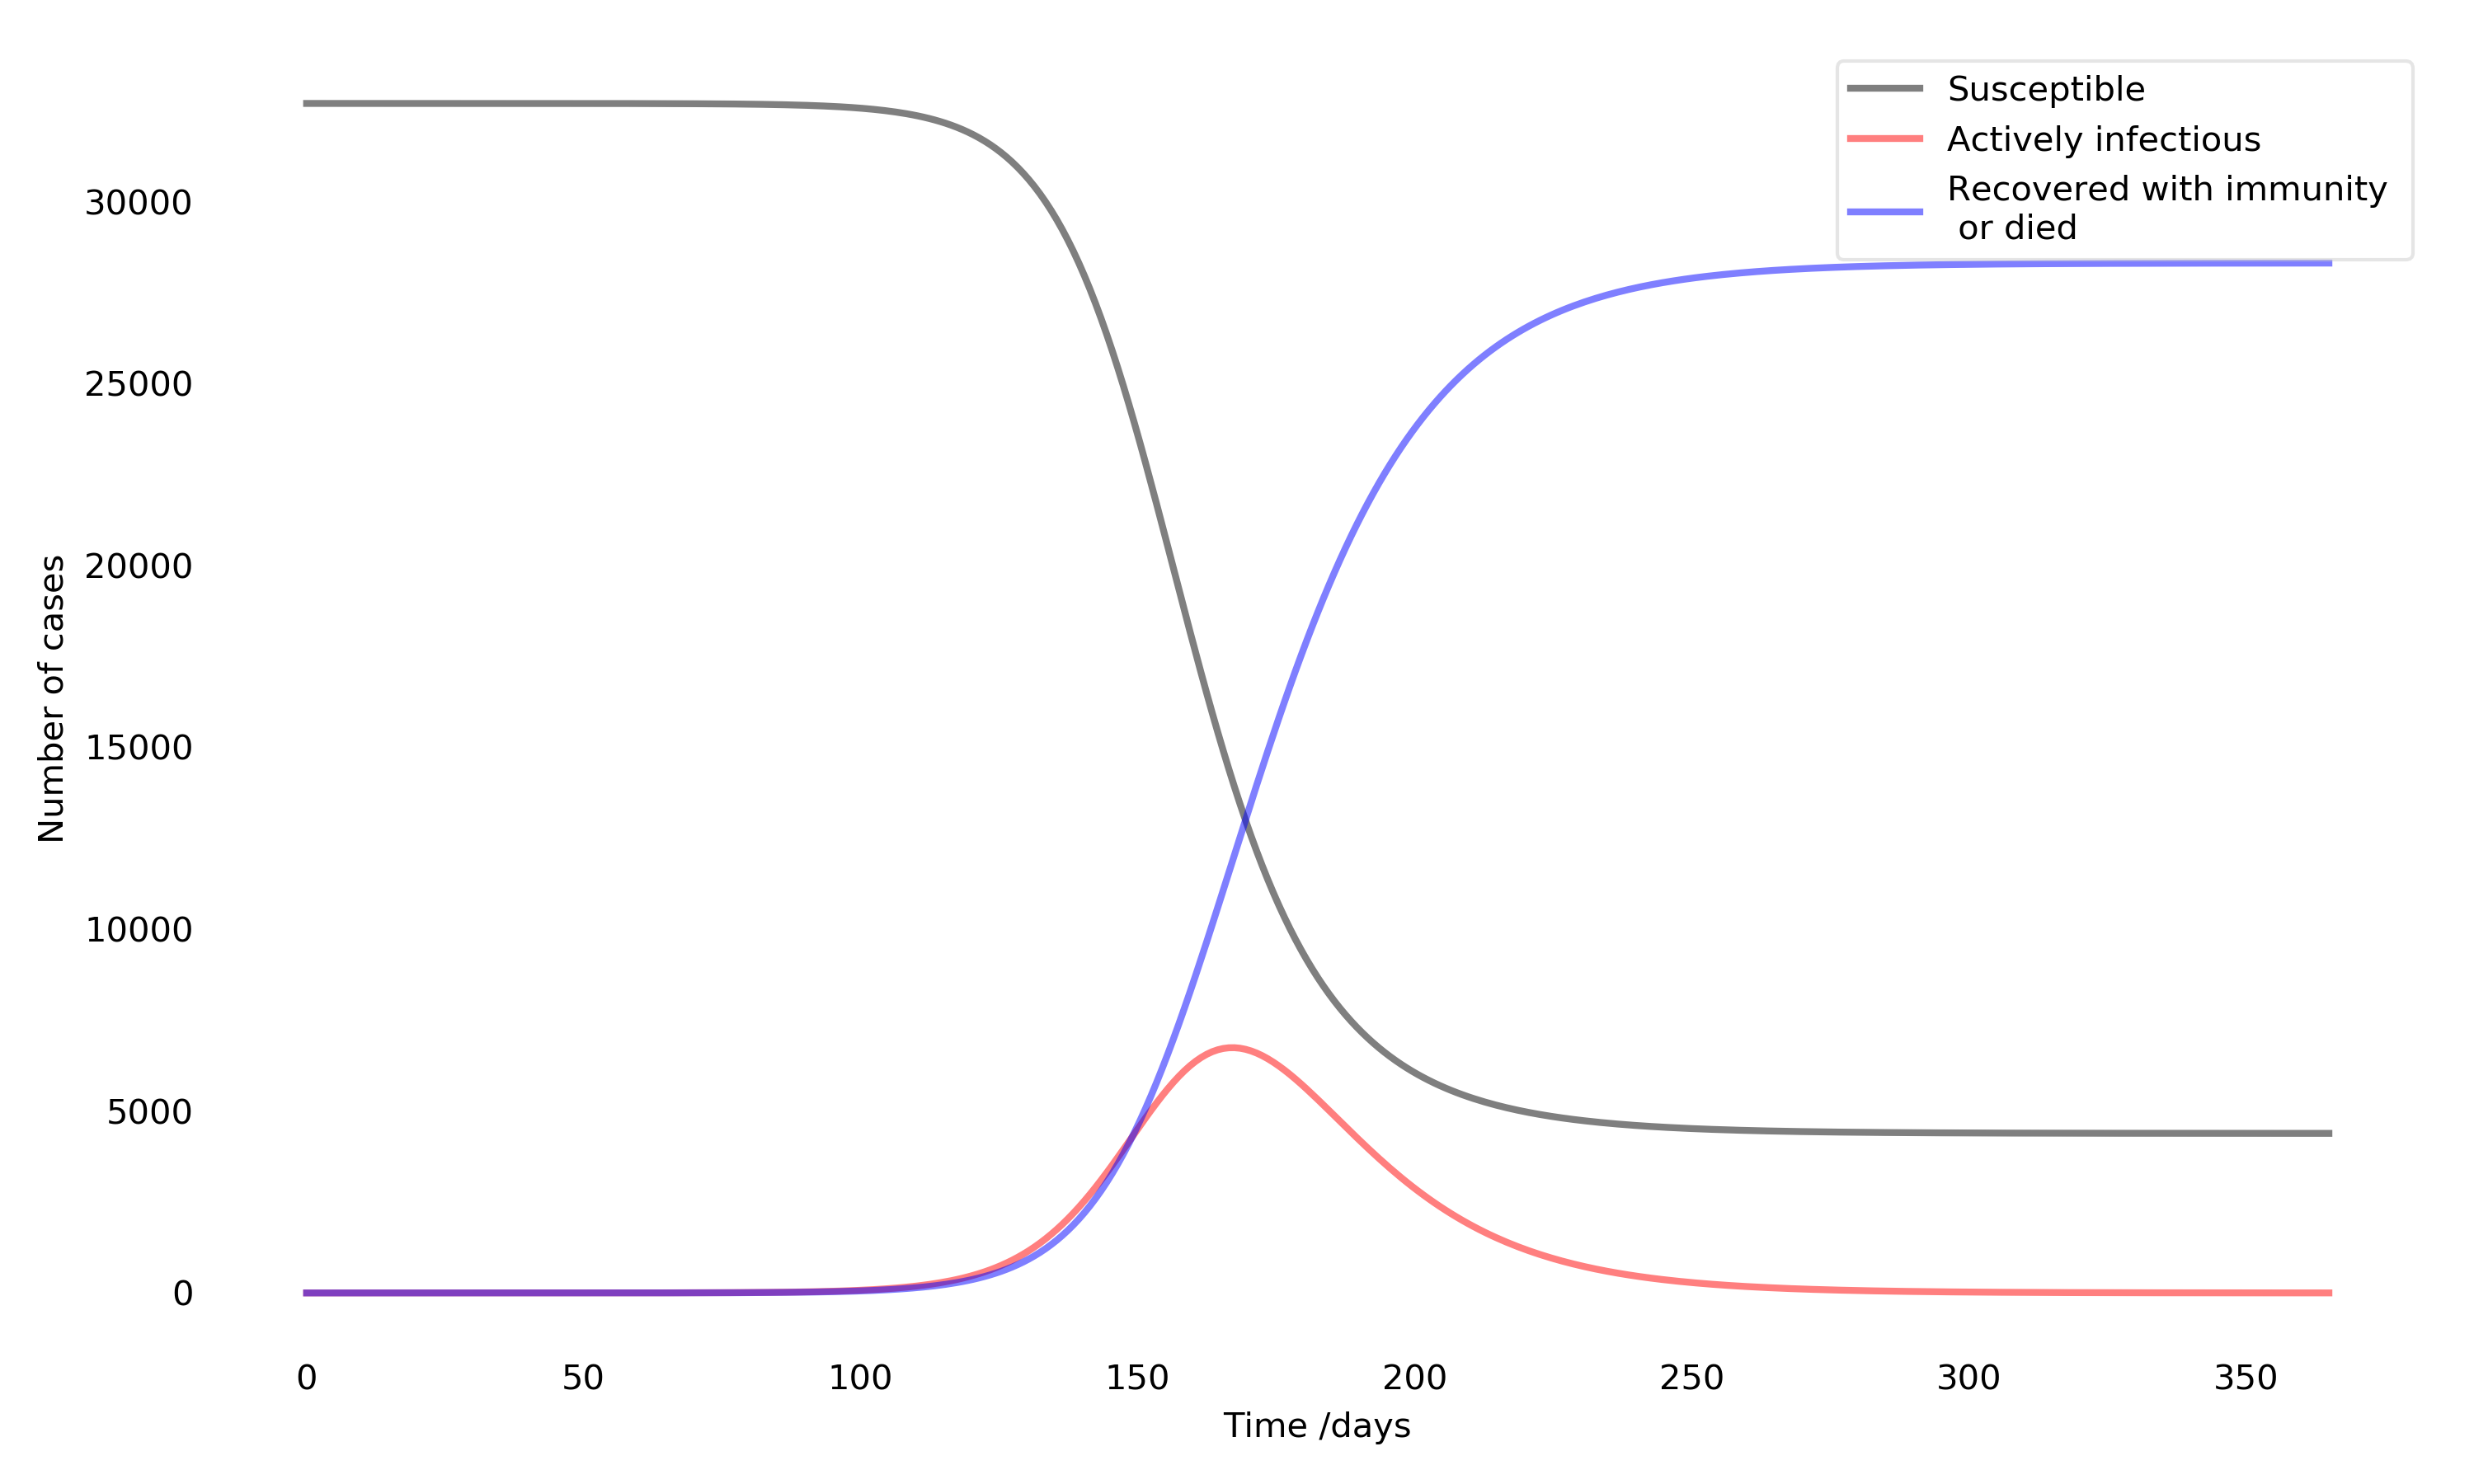 Susceptible
Actively infectious
Recovered with immunity
or died
30000
25000
20000
15000
10000
5000
0
Number of cases
0 50 100 150 200 250 300 350
Time /days